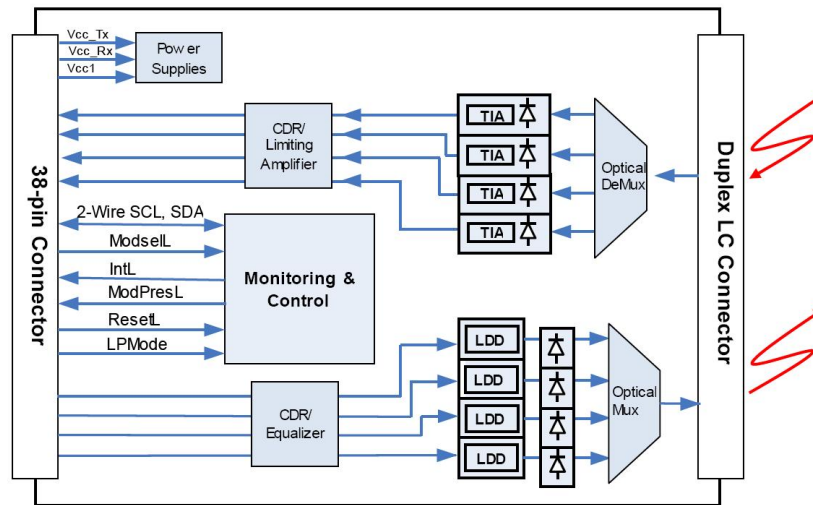 Vcc_Tx
Vcc_Rx
Vcc1
Power
Supplies
CDR/
Limiting
Amplifier
TIA
TIA
TIA
TIA
Optical
DeMux
38-pin Connector
Duplex LC Connector
2-Wire SCL, SDA
ModselL
IntL
ModPresL
ResetL
LPMode
Monitoring &
Control
CDR/
Equalizer
LDD
LDD
LDD
LDD
Optical
Mux